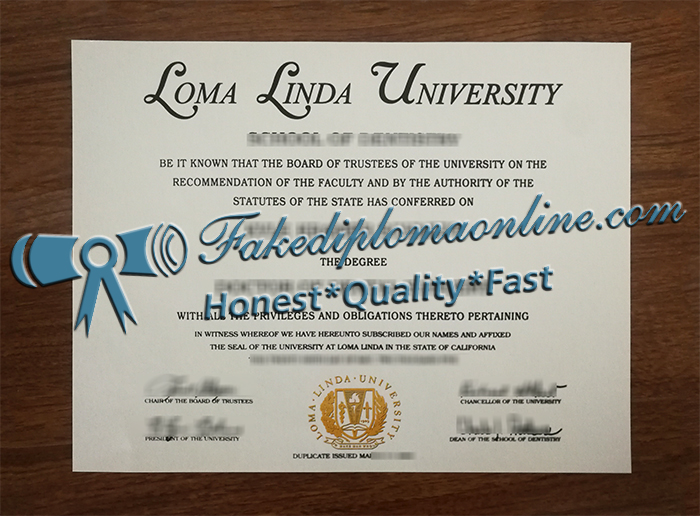 LOMA LINDA UNIVERSITY
SCHOOL OF DENTISTRY
BE IT KNOWN THAT THE BOARD OF TRUSTEES OF THE UNIVERSITY ON THE
RECOMMENDATION OF THE FACULTY AND BY THE AUTHORITY OF THE
STATUTES OF THE STATE HAS CONFERRED ON
Fakediplomaonline.com
THE DEGREE
Honest*Quality*Fast
WITH ALL THE PRIVILEGES AND OBLIGATIONS THERETO PERTAINING
IN WITNESS WHEREOF WE HAVE HEREUNTO SUBSCRIBED OUR NAMES AND AFFIXED
THE SEAL OF THE UNIVERSITY AT LOMA LINDA IN THE STATE OF CALIFORNIA
CHAIR OF THE BOARD OF TRUSTEES
CHANCELLOR OF THE UNIVERSITY
LOMA·LINDA·UNIVERSITY
PRESIDENT OF THE UNIVERSITY
DEAN OF THE SCHOOL OF DENTISTRY
DUPLICATE ISSUED